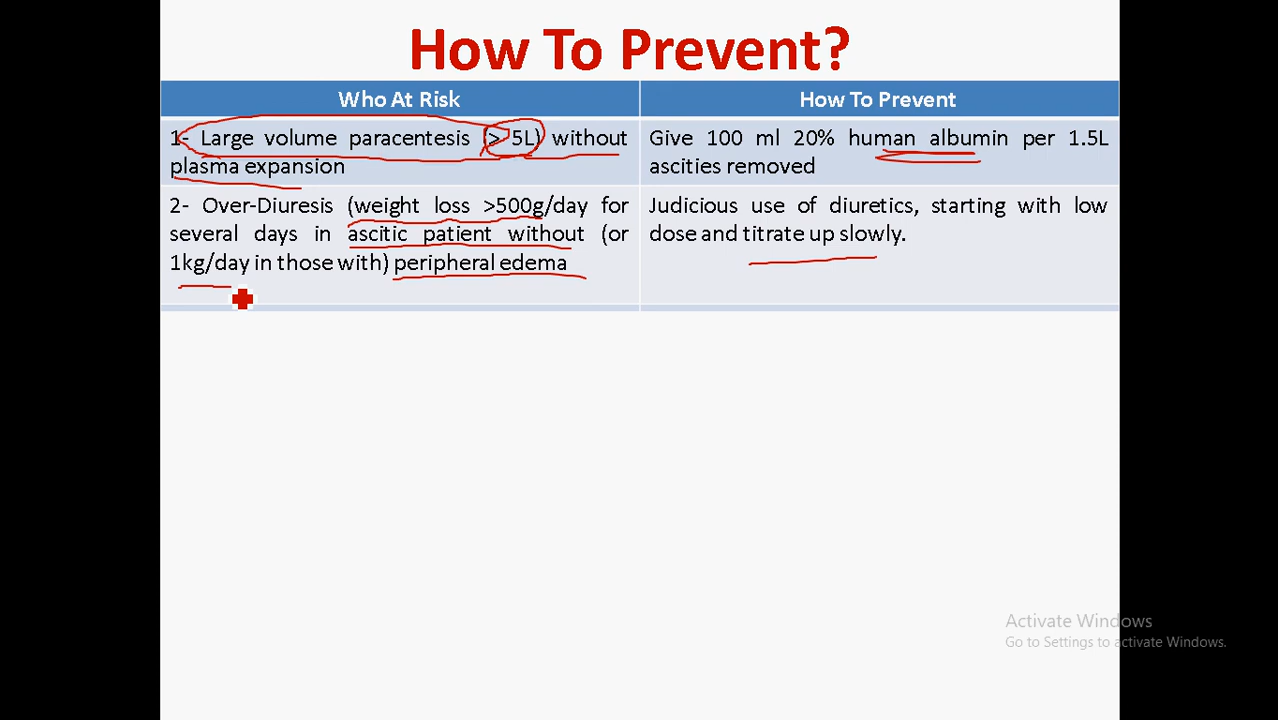 How To Prevent?
Who At Risk
How To Prevent
1- Large volume paracentesis (> 5L) without
plasma expansion
Give 100 ml 20% human albumin per 1.5L
ascities removed
2- Over-Diuresis (weight loss >500g/day for
several days in ascitic patient without (or
1kg/day in those with) peripheral edema
Judicious use of diuretics, starting with low
dose and titrate up slowly.
Activate Windows
Go to Settings to activate Windows.